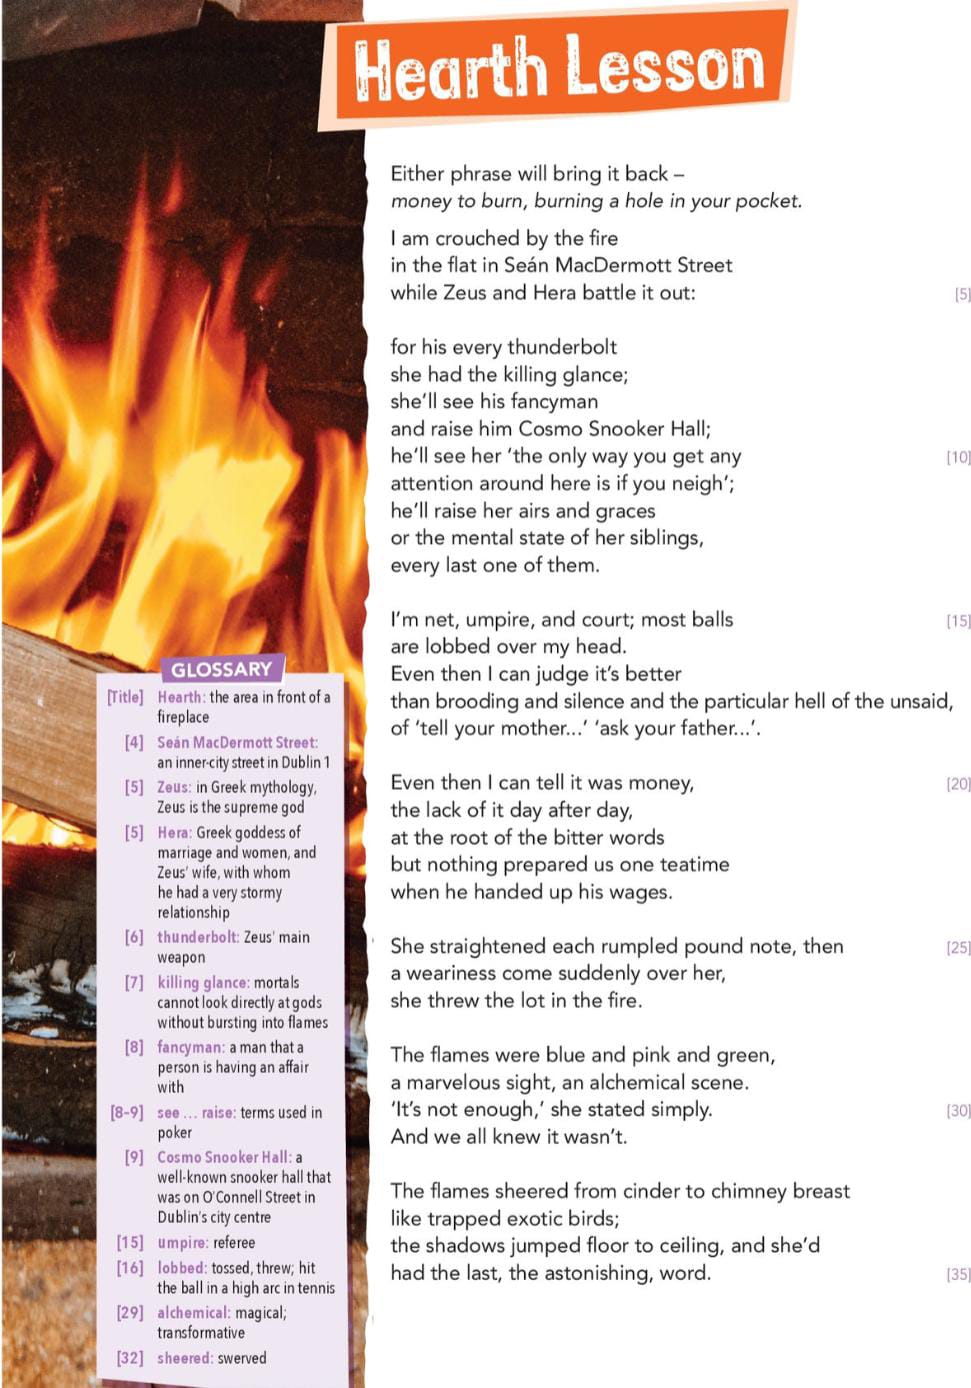 Hearth Lesson
Either phrase will bring it back –
money to burn, burning a hole in your pocket.
I am crouched by the fire
in the flat in Seán MacDermott Street
while Zeus and Hera battle it out: [5]
for his every thunderbolt
she had the killing glance;
she'll see his fancyman
and raise him Cosmo Snooker Hall;
he'll see her 'the only way you get any [10]
attention around here is if you neigh';
he'll raise her airs and graces
or the mental state of her siblings,
every last one of them.
I'm net, umpire, and court; most balls [15]
are lobbed over my head.
Even then I can judge it's better
than brooding and silence and the particular hell of the unsaid,
of 'tell your mother...' 'ask your father...'.
Even then I can tell it was money, [20]
the lack of it day after day,
at the root of the bitter words
but nothing prepared us one teatime
when he handed up his wages.
She straightened each rumpled pound note, then [25]
a weariness come suddenly over her,
she threw the lot in the fire.
The flames were blue and pink and green,
a marvelous sight, an alchemical scene.
'It's not enough,' she stated simply. [30]
And we all knew it wasn't.
The flames sheered from cinder to chimney breast
like trapped exotic birds;
the shadows jumped floor to ceiling, and she'd
had the last, the astonishing, word. [35]
GLOSSARY
[Title] Hearth: the area in front of a
fireplace
[4] Seán MacDermott Street:
an inner-city street in Dublin 1
[5] Zeus: in Greek mythology,
Zeus is the supreme god
[5] Hera: Greek goddess of
marriage and women, and
Zeus' wife, with whom
he had a very stormy
relationship
[6] thunderbolt: Zeus' main
weapon
[7] killing glance: mortals
cannot look directly at gods
without bursting into flames
[8] fancyman: a man that a
person is having an affair
with
[8–9] see ... raise: terms used in
poker
[9] Cosmo Snooker Hall: a
well-known snooker hall that
was on O'Connell Street in
Dublin's city centre
[15] umpire: referee
[16] lobbed: tossed, threw; hit
the ball in a high arc in tennis
[29] alchemical: magical;
transformative
[32] sheered: swerved